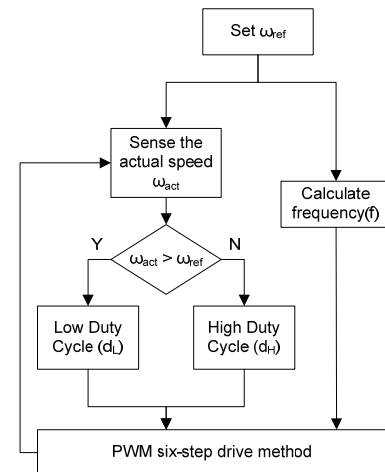 Set ωref
Sense the
actual speed
ωact
Calculate
frequency(f)
Y
N
ωact > ωref
Low Duty
Cycle (dL)
High Duty
Cycle (dH)
PWM six-step drive method